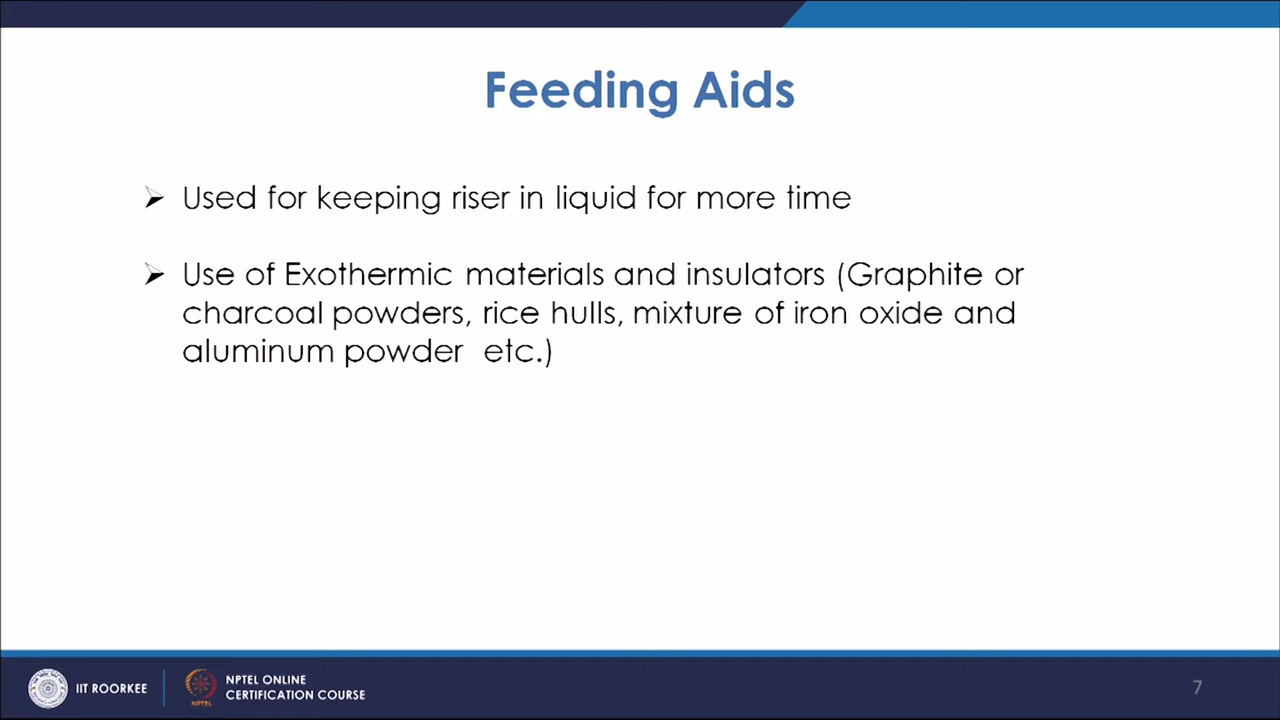 Feeding Aids
➢ Used for keeping riser in liquid for more time
➢ Use of Exothermic materials and insulators (Graphite or
charcoal powders, rice hulls, mixture of iron oxide and
aluminum powder etc.)
IIT ROORKEE
NPTEL
NPTEL ONLINE
CERTIFICATION COURSE
7